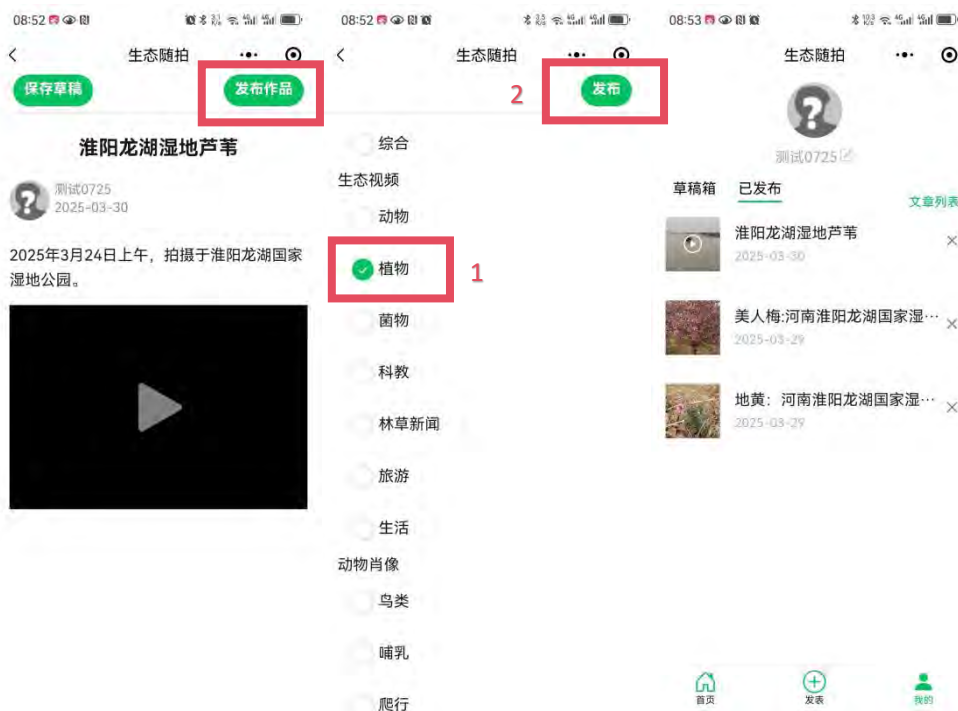 08:52
生态随拍
保存草稿
发布作品
淮阳龙湖湿地芦苇
测试0725
2025-03-30
2025年3月24日上午，拍摄于淮阳龙湖国家
湿地公园。
08:52
生态随拍
2
发布
综合
生态视频
动物
植物
1
菌物
科教
林草新闻
旅游
生活
动物肖像
鸟类
哺乳
爬行
08:53
生态随拍
测试0725
草稿箱
已发布
文章列表
淮阳龙湖湿地芦苇
2025-03-30
美人梅:河南淮阳龙湖国家湿…
2025-03-29
地黄：河南淮阳龙湖国家湿…
2025-03-29
首页
发表
我的